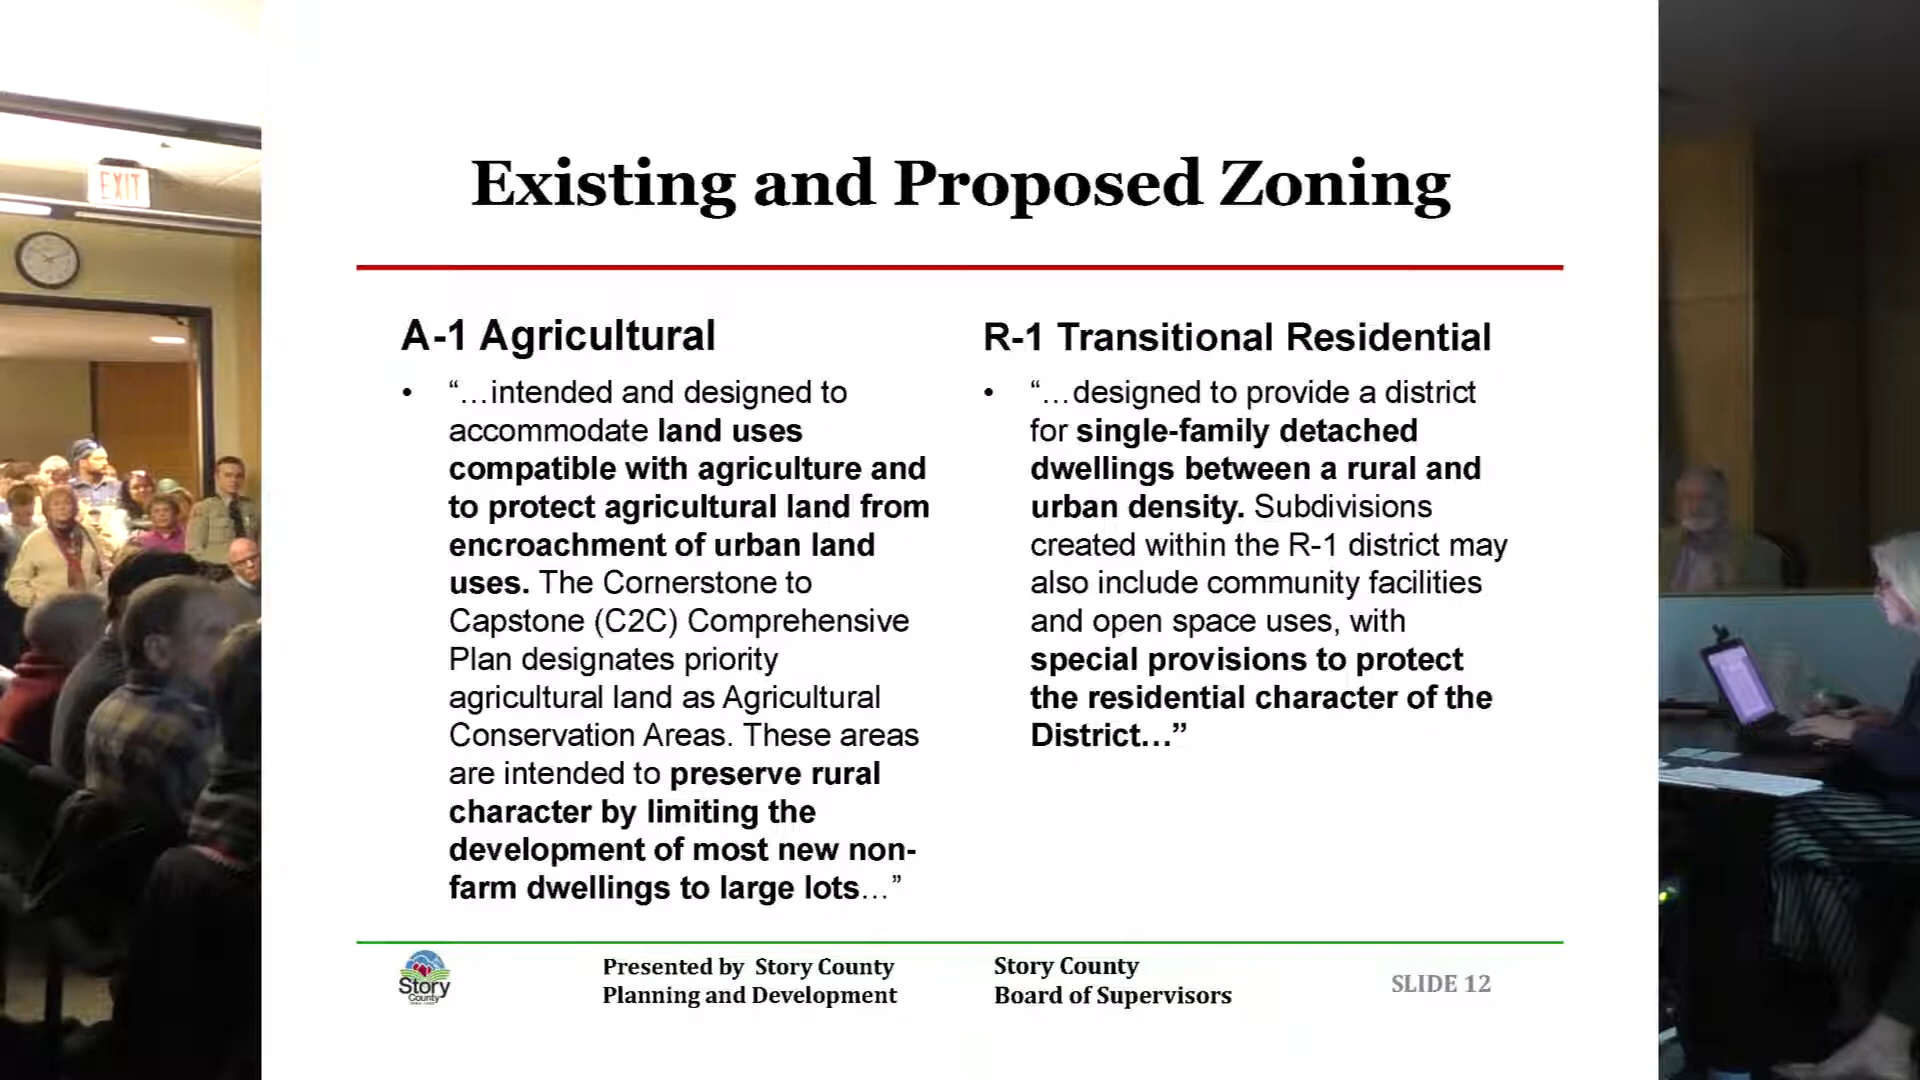 EXIT
Existing and Proposed Zoning
A-1 Agricultural
• “…intended and designed to
accommodate land uses
compatible with agriculture and
to protect agricultural land from
encroachment of urban land
uses. The Cornerstone to
Capstone (C2C) Comprehensive
Plan designates priority
agricultural land as Agricultural
Conservation Areas. These areas
are intended to preserve rural
character by limiting the
development of most new non-
farm dwellings to large lots…”
R-1 Transitional Residential
• “…designed to provide a district
for single-family detached
dwellings between a rural and
urban density. Subdivisions
created within the R-1 district may
also include community facilities
and open space uses, with
special provisions to protect
the residential character of the
District…”
Story
County
Presented by Story County
Planning and Development
Story County
Board of Supervisors
SLIDE 12